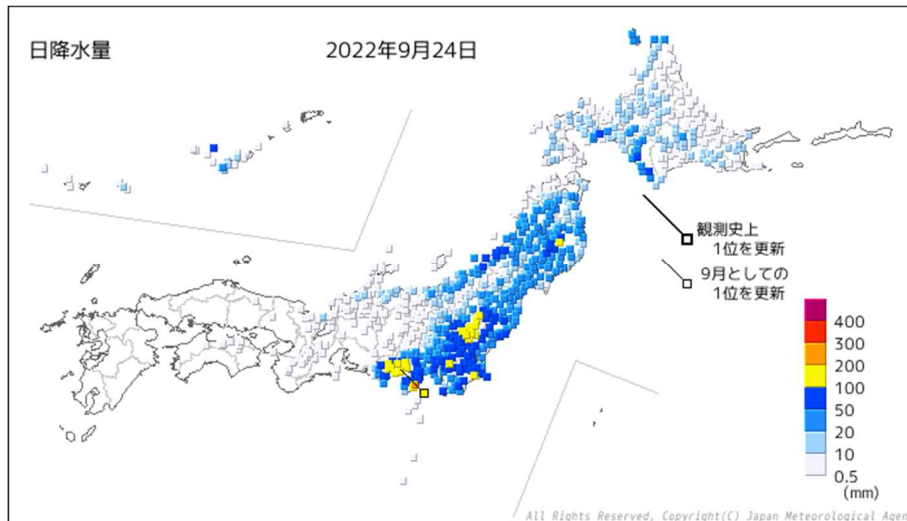 日降水量
2022年9月24日
観測史上
1位を更新
9月としての
1位を更新
400
300
200
100
50
20
10
0.5
(mm)
All Rights Reserved, Copyright(C) Japan Meteorological Agen